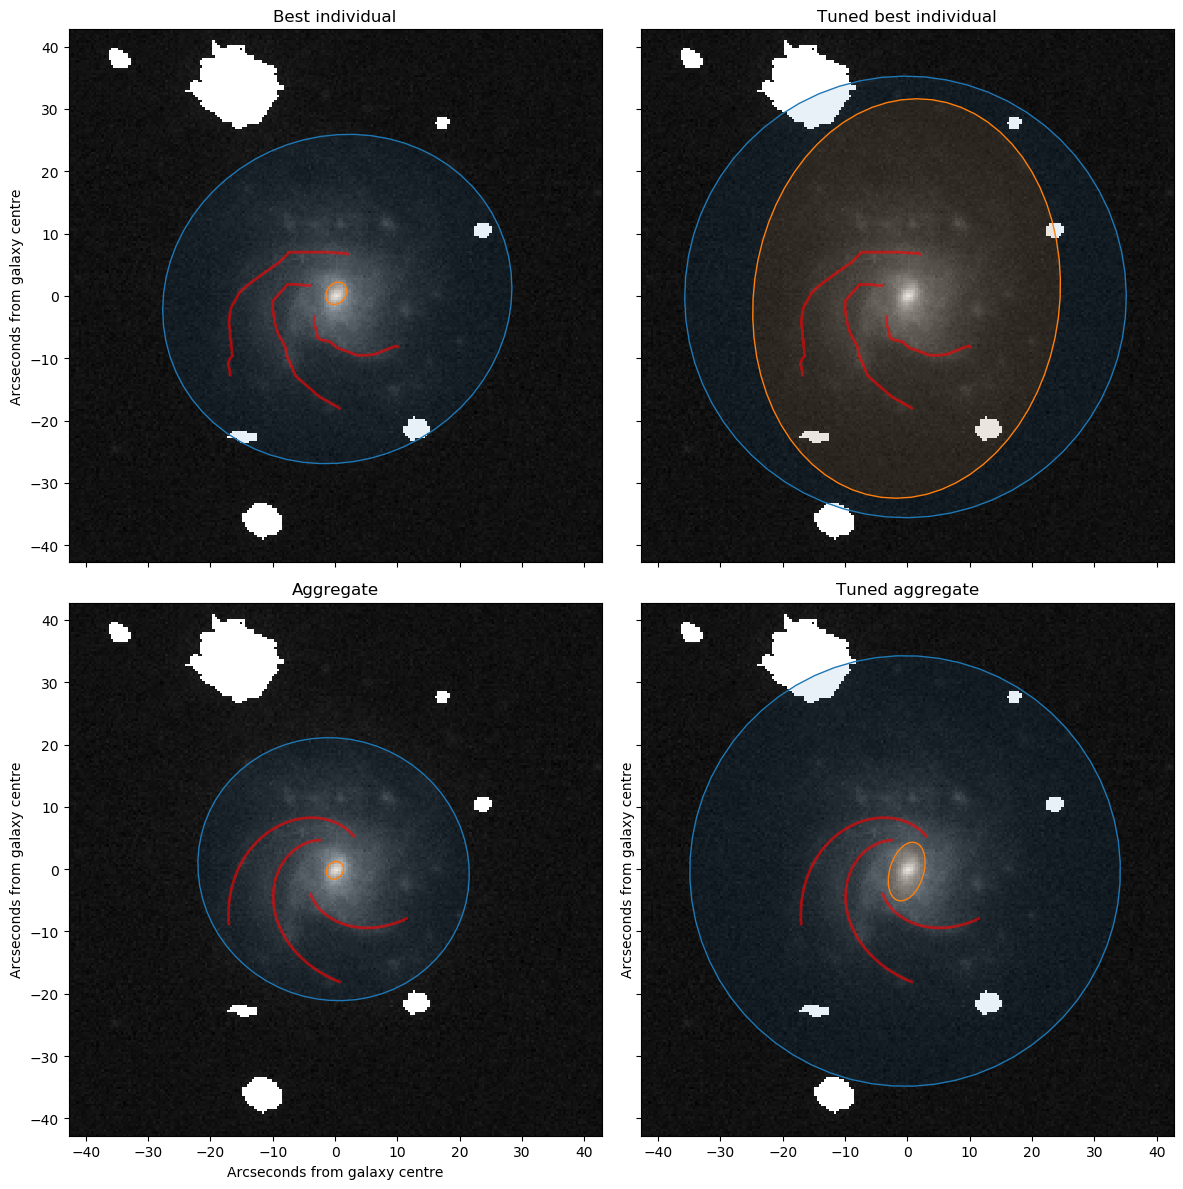 Best individual
Tuned best individual
40
30
20
10
0
−10
−20
−30
−40
Arcseconds from galaxy centre
Aggregate
Tuned aggregate
40
30
20
10
0
−10
−20
−30
−40
Arcseconds from galaxy centre
Arcseconds from galaxy centre
−40 −30 −20 −10 0 10 20 30 40
−40 −30 −20 −10 0 10 20 30 40
Arcseconds from galaxy centre